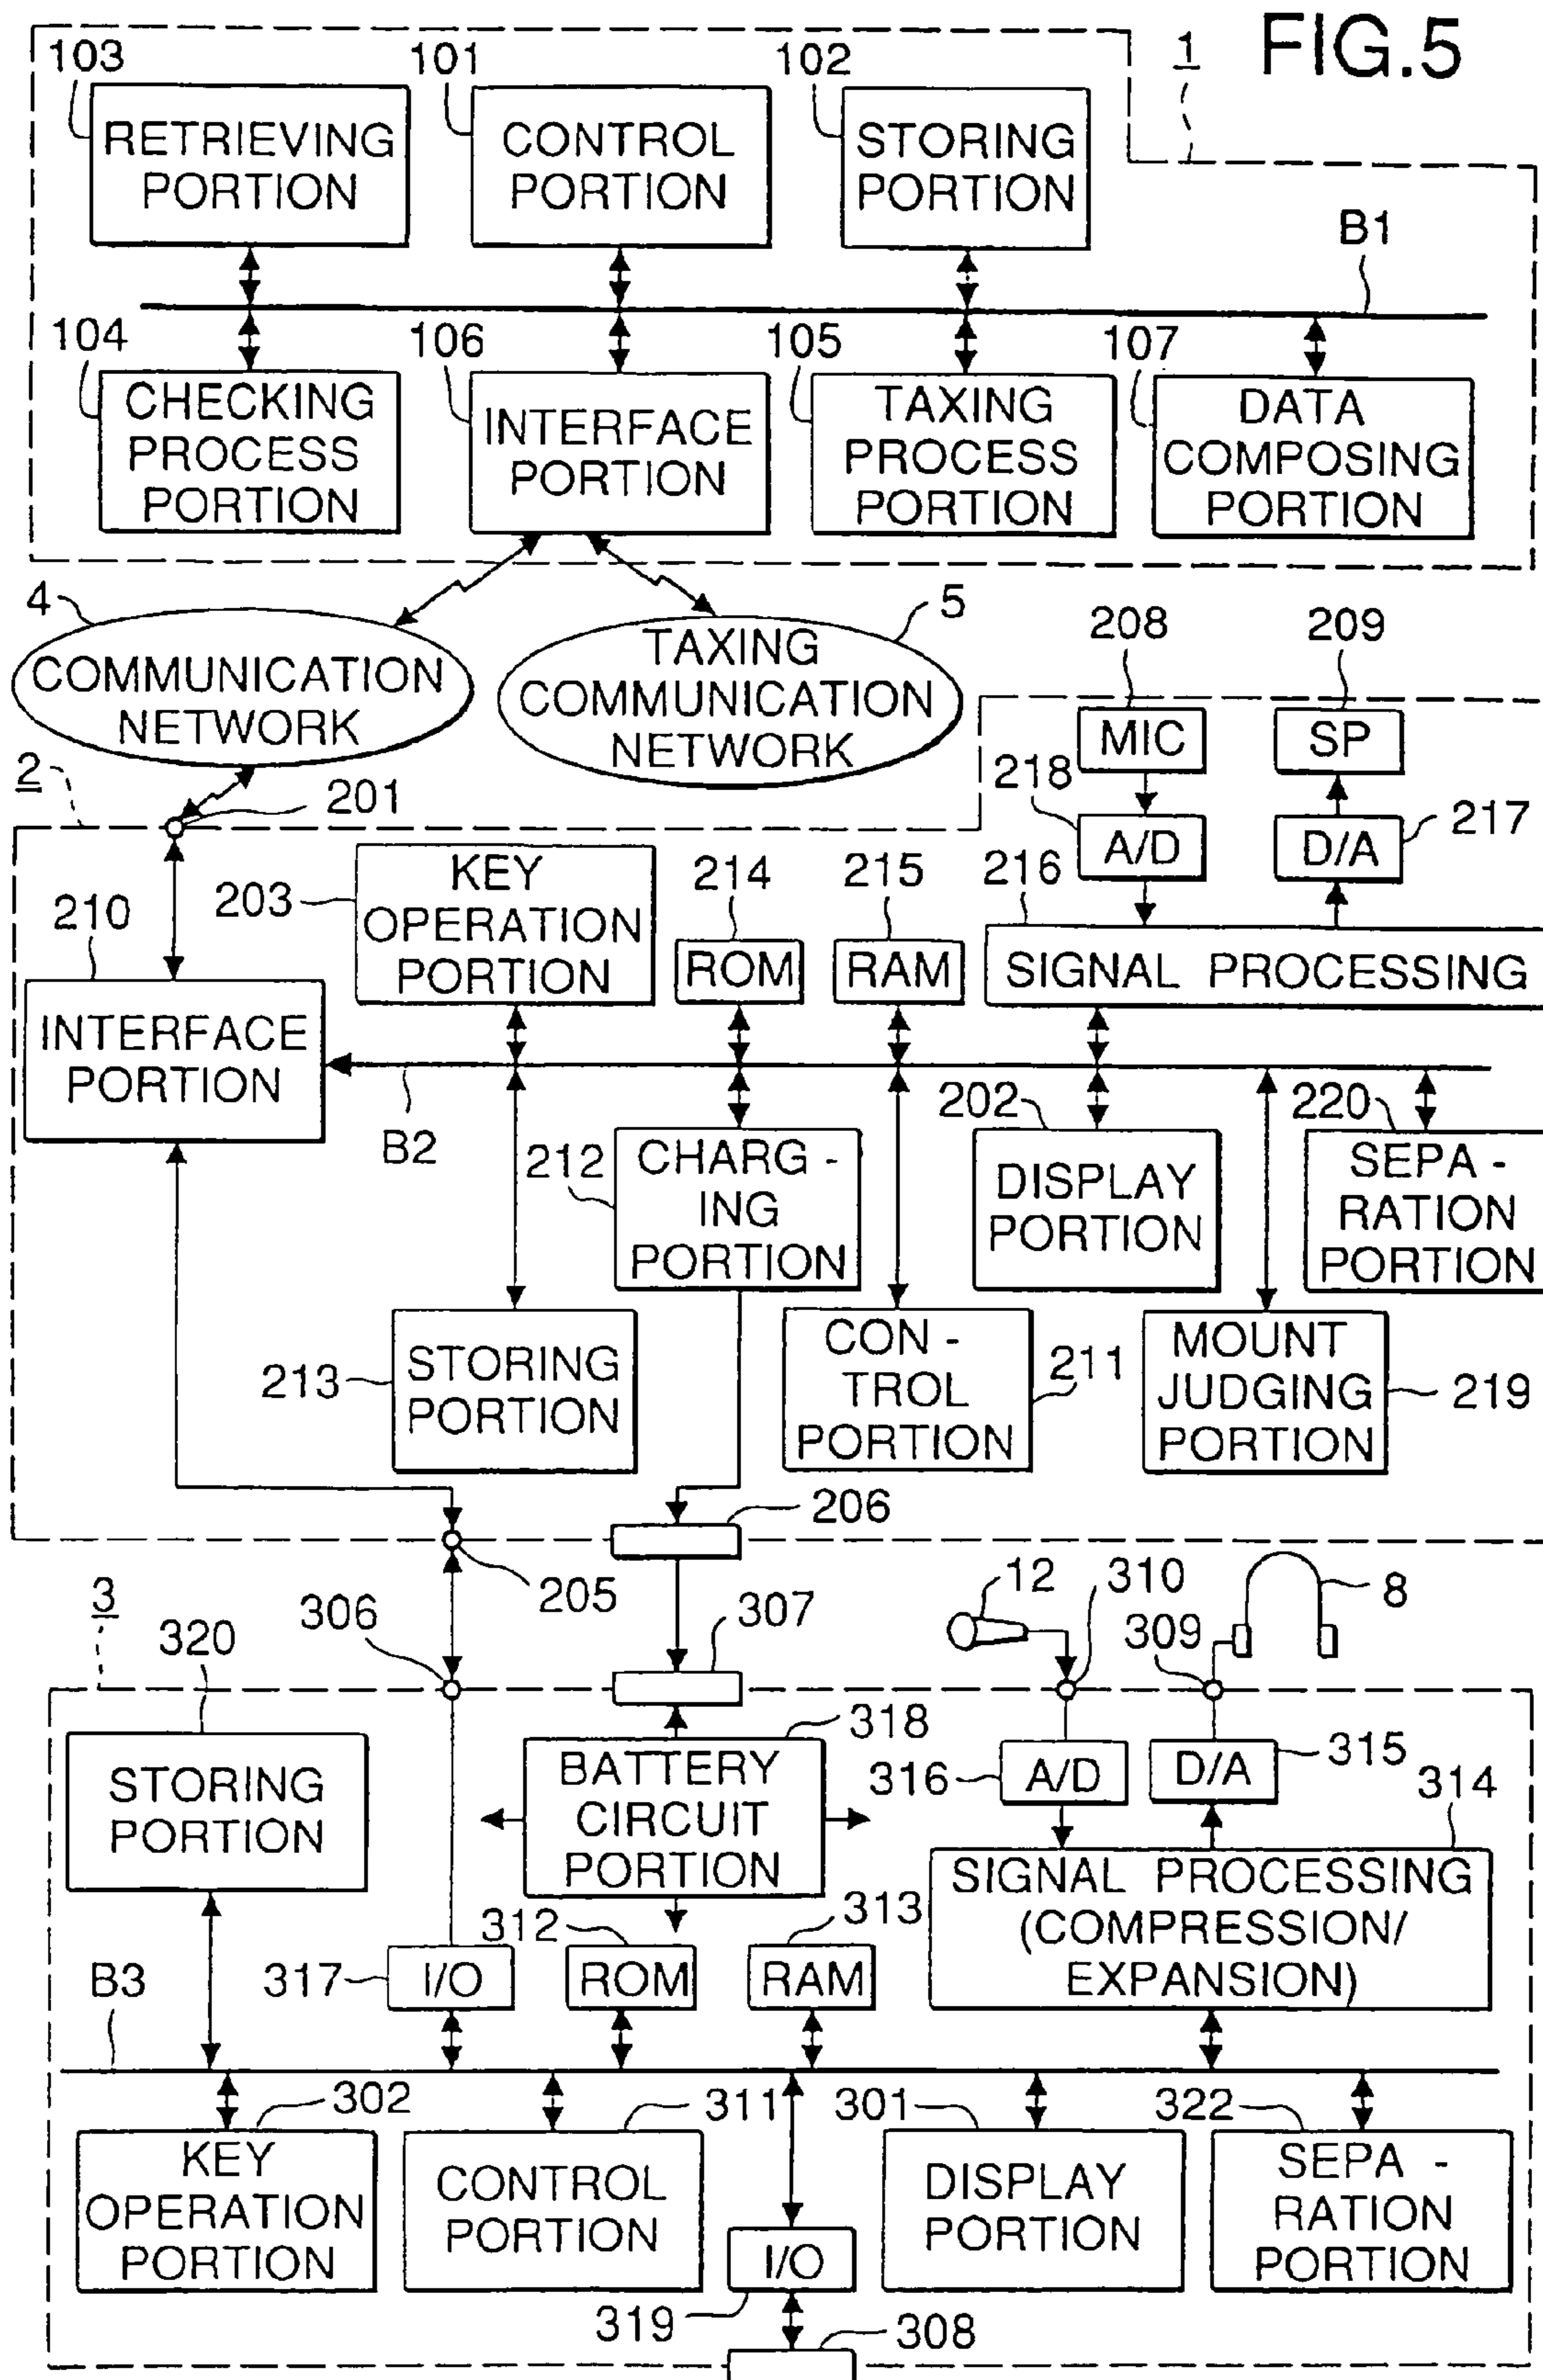 FIG.5
1
103
101
102
RETRIEVING
PORTION
CONTROL
PORTION
STORING
PORTION
B1
104
106
105
107
CHECKING
PROCESS
PORTION
INTERFACE
PORTION
TAXING
PROCESS
PORTION
DATA
COMPOSING
PORTION
4
COMMUNICATION
NETWORK
5
TAXING
COMMUNICATION
NETWORK
208
209
MIC
SP
218
217
A/D
D/A
2
201
203
KEY
OPERATION
PORTION
214
215
216
ROM
RAM
SIGNAL PROCESSING
210
INTERFACE
PORTION
B2
212
CHARG -
ING
PORTION
202
DISPLAY
PORTION
220
SEPA -
RATION
PORTION
213
STORING
PORTION
CON -
TROL
PORTION
211
MOUNT
JUDGING
PORTION
219
206
205
3
306
307
12
310
309
8
320
STORING
PORTION
318
BATTERY
CIRCUIT
PORTION
316
A/D
D/A
315
314
SIGNAL PROCESSING
(COMPRESSION/
EXPANSION)
312
313
317
I/O
ROM
RAM
B3
302
311
301
322
KEY
OPERATION
PORTION
CONTROL
PORTION
DISPLAY
PORTION
SEPA -
RATION
PORTION
I/O
319
308